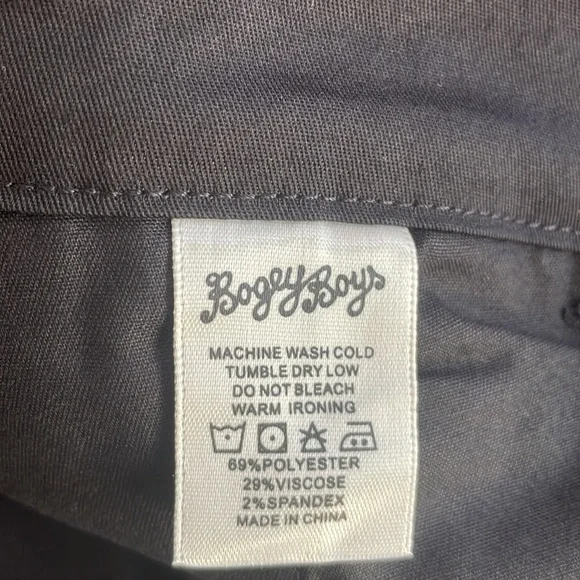 Bogey Boys
MACHINE WASH COLD
TUMBLE DRY LOW
DO NOT BLEACH
WARM IRONING
69%POLYESTER
29%VISCOSE
2%SPANDEX
MADE IN CHINA